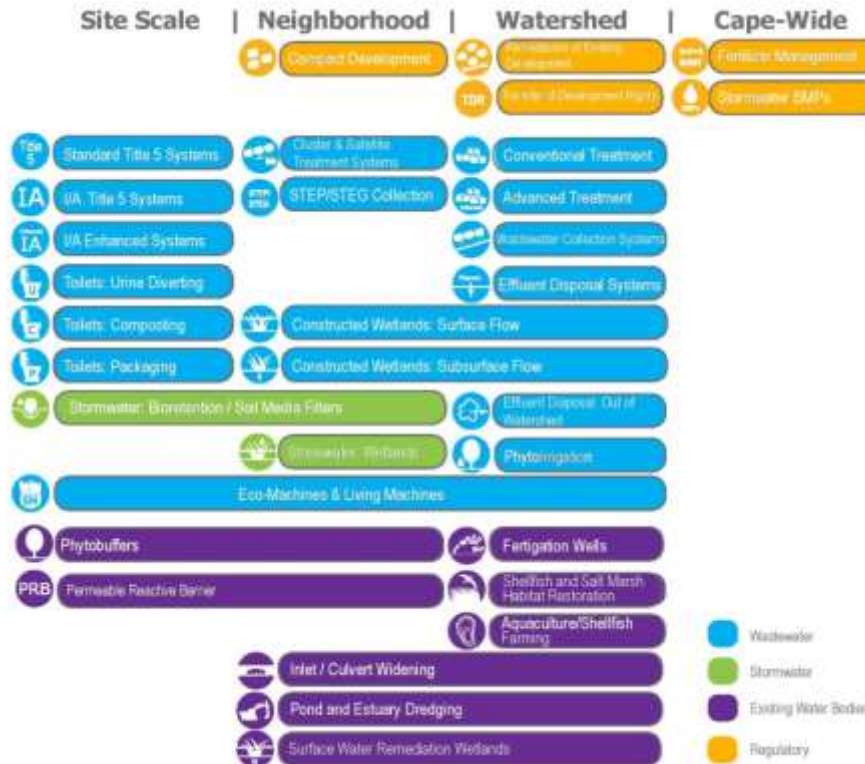 Site Scale | Neighborhood | Watershed | Cape-Wide
Compact Development
Remediation of Existing
Development
Fertilizer Management
TDR
Transfer of Development Rights
Stormwater BMPs
Title
5
Standard Title 5 Systems
Cluster & Satellite
Treatment Systems
Conventional Treatment
IA
I/A Title 5 Systems
STEP/STEG Collection
Advanced Treatment
IA
I/A Enhanced Systems
Wastewater Collection Systems
U
Toilets: Urine Diverting
Effluent Disposal Systems
C
Toilets: Composting
Constructed Wetlands: Surface Flow
P
Toilets: Packaging
Constructed Wetlands: Subsurface Flow
Stormwater: Bioretention / Soil Media Filters
Effluent Disposal: Out of
Watershed
Stormwater: Wetlands
Phytoirrigation
Eco-Machines & Living Machines
Phytobuffers
Fertigation Wells
PRB
Permeable Reactive Barrier
Shellfish and Salt Marsh
Habitat Restoration
Aquaculture/Shellfish
Farming
Inlet / Culvert Widening
Pond and Estuary Dredging
Surface Water Remediation Wetlands
Wastewater
Stormwater
Existing Water Bodies
Regulatory